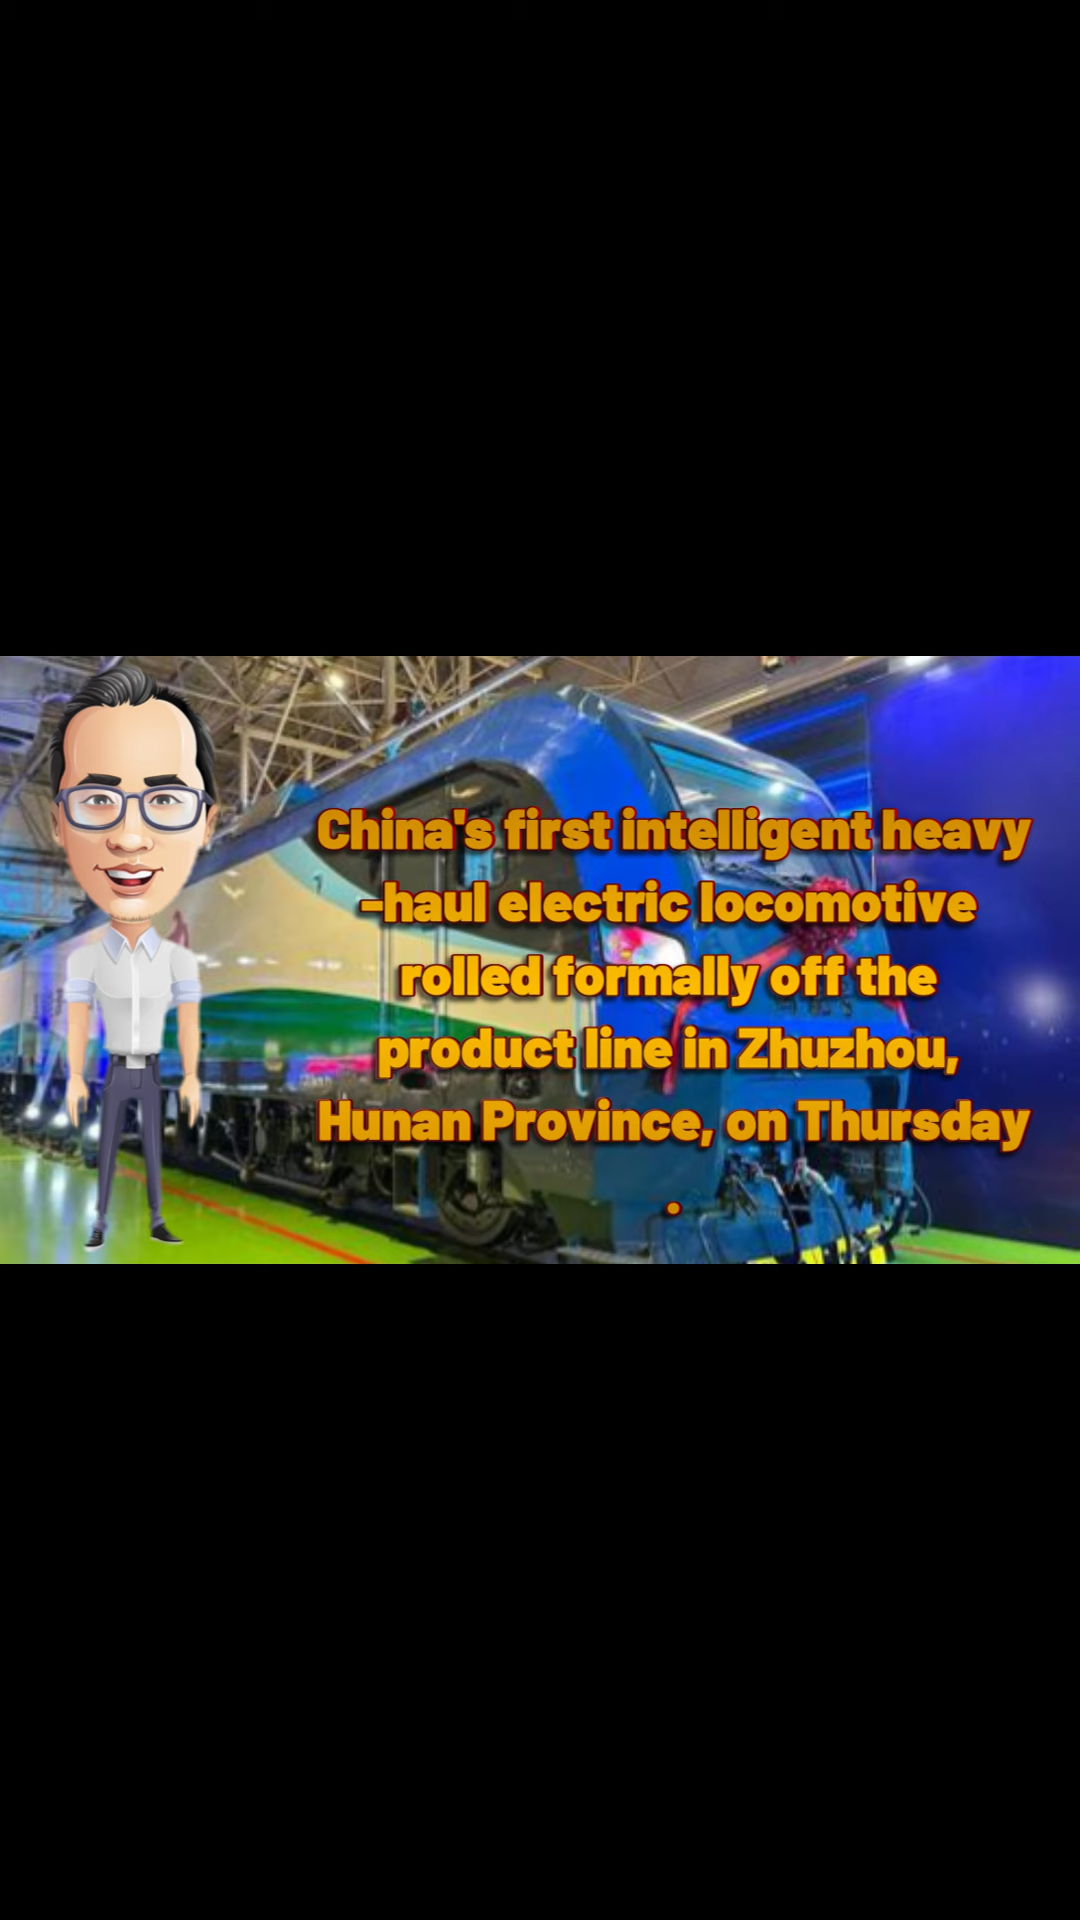 China's first intelligent heavy
-haul electric locomotive
rolled formally off the
product line in Zhuzhou,
Hunan Province, on Thursday
.